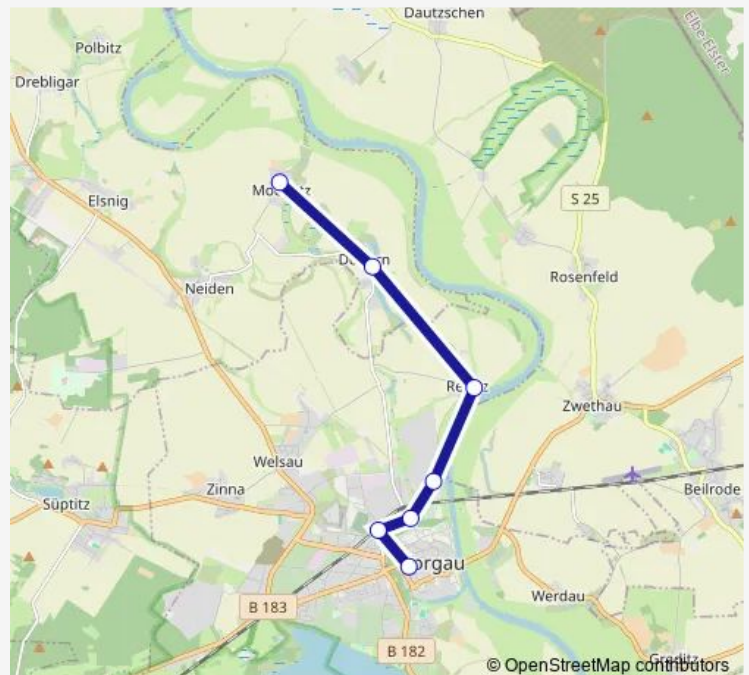 Dautzschen
Elbe-Elster
Polbitz
Drebligar
Elsnig
S 25
Rosenfeld
Neiden
Zwethau
Welsau
Zinna
Süptitz
Beilrode
Werdau
B 183
B 182
Graditz
© OpenStreetMap contributors